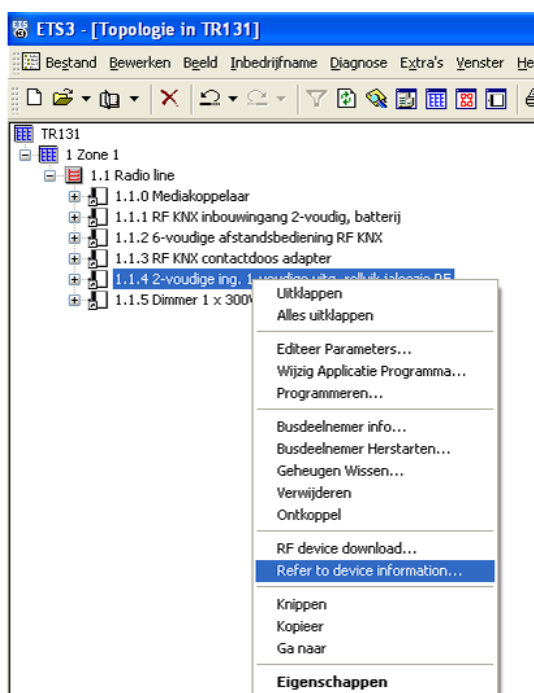 ETS3 - [Topologie in TR131]
Bestand Bewerken Beeld Inbedrijfname Diagnose Extra's Venster He
TR131
1 Zone 1
1.1 Radio line
1.1.0 Mediakoppelaar
1.1.1 RF KNX inbouwingang 2-voudig, batterij
1.1.2 6-voudige afstandsbediening RF KNX
1.1.3 RF KNX contactdoos adapter
1.1.4 2-voudige ing. 1-voudige uitg. rolluik jaloezie RF
1.1.5 Dimmer 1 x 300W
Uitklappen
Alles uitklappen
Editeer Parameters...
Wijzig Applicatie Programma...
Programmeren...
Busdeelnemer info...
Busdeelnemer Herstarten...
Geheugen Wissen...
Verwijderen
Ontkoppel
RF device download...
Refer to device information...
Knippen
Kopieer
Ga naar
Eigenschappen